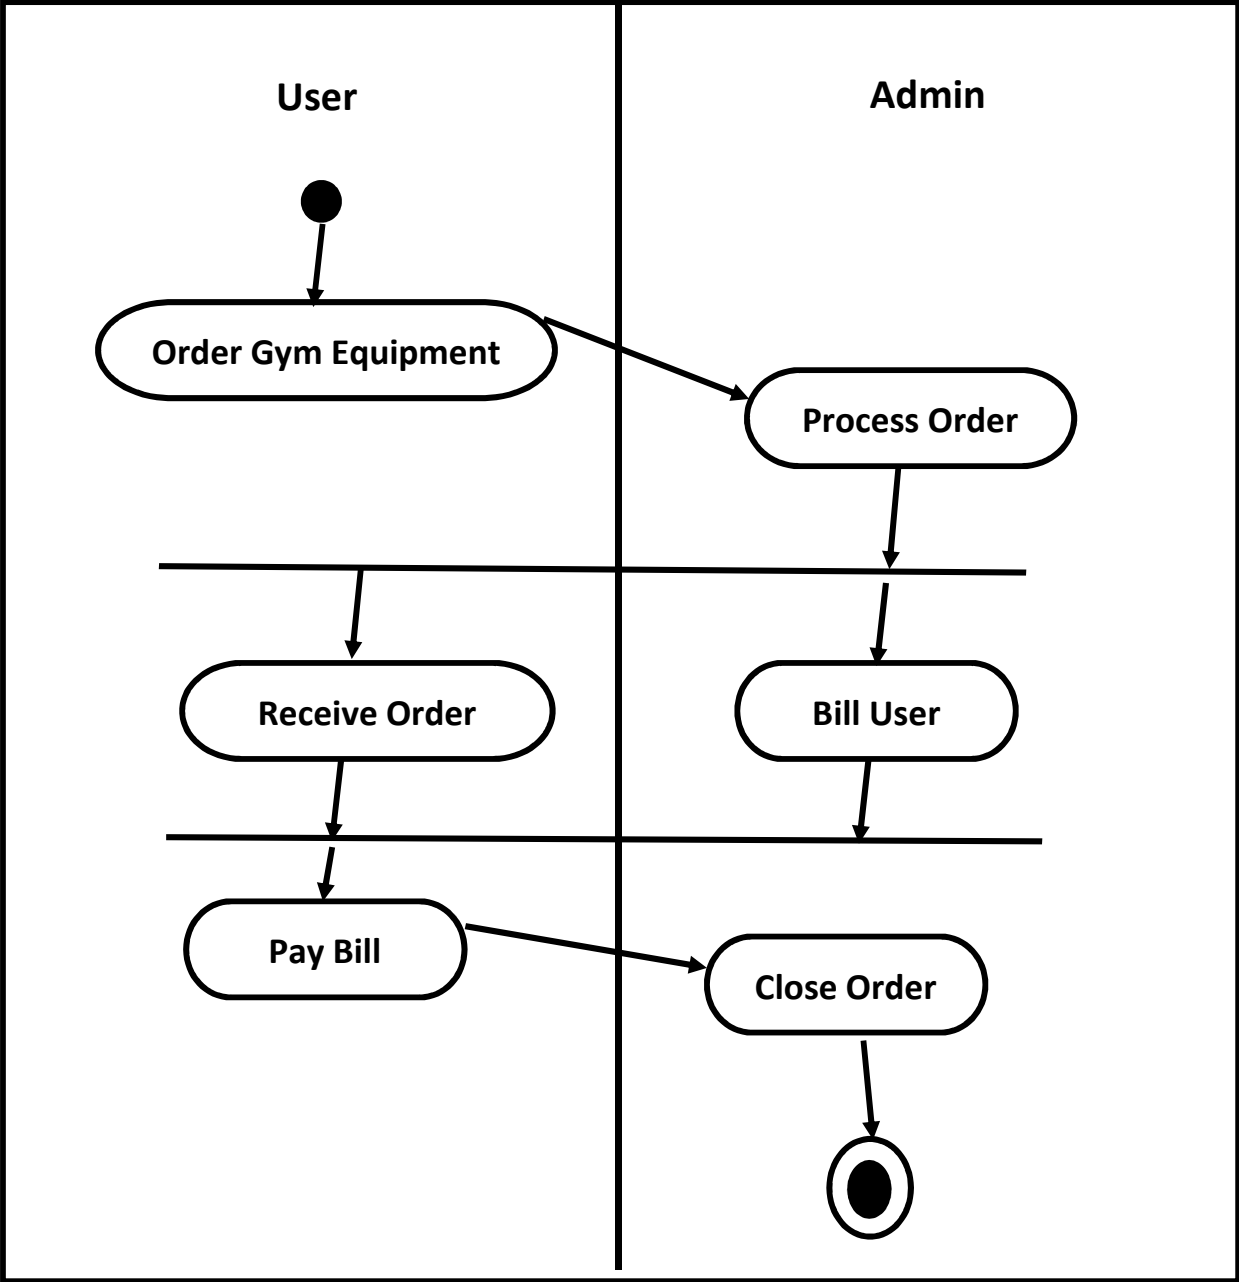 User
Admin
Order Gym Equipment
Process Order
Receive Order
Bill User
Pay Bill
Close Order